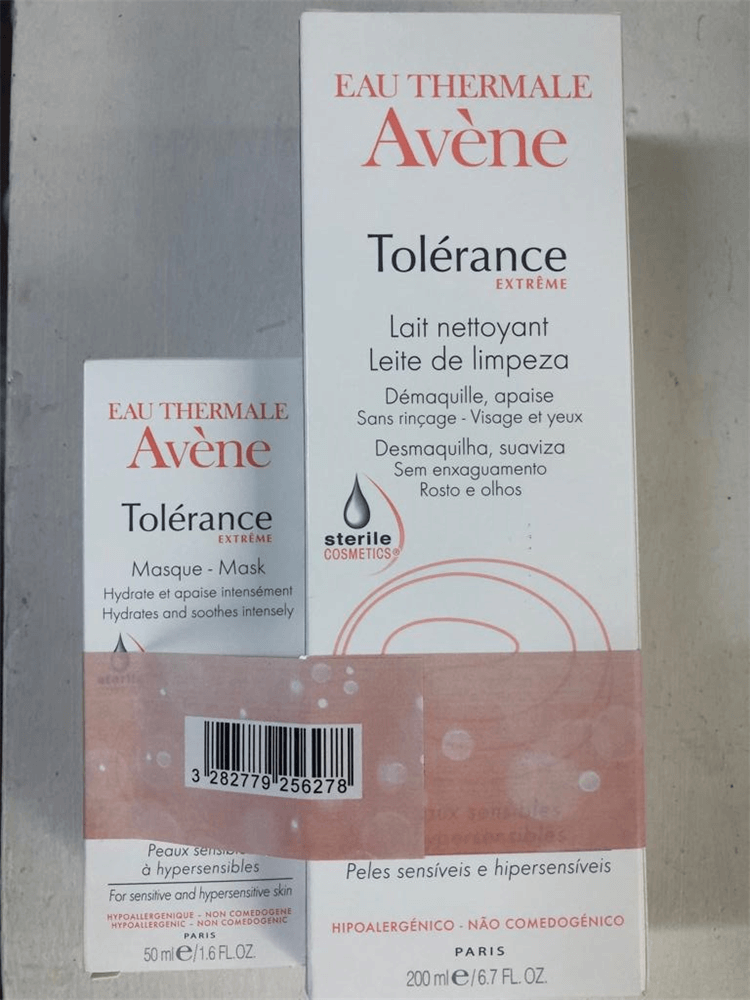 EAU THERMALE
Avène
Tolérance
EXTRÊME
Masque - Mask
Hydrate et apaise intensément
Hydrates and soothes intensely
sterile
3 282779 256278
Peaux
à hypersensibles
For sensitive and hypersensitive skin
HYPOALLERGENIQUE - NON COMEDOGENE
HYPOALLERGENIC - NON COMEDOGENIC
PARIS
50 ml e/1.6 FL.OZ.
EAU THERMALE
Avène
Tolérance
EXTRÊME
Lait nettoyant
Leite de limpeza
Démaquille, apaise
Sans rinçage - Visage et yeux
Desmaquilha, suaviza
Sem enxaguamento
Rosto e olhos
sterile
COSMETICS®
sensibles
Peles sensíveis e hipersensíveis
HIPOALERGÉNICO - NÃO COMEDOGÉNICO
PARIS
200 ml e/6.7 FL. OZ.